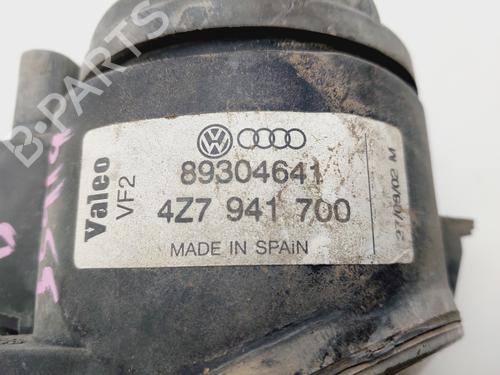 B-PARTS
Valeo
VF2
89304641
4Z7 941 700
MADE IN SPAiN
27/09/02 M